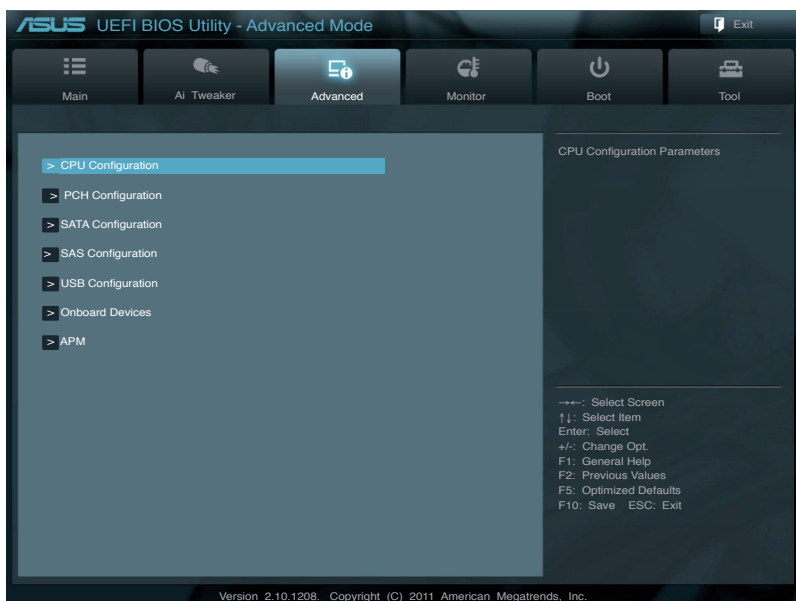 ASUS UEFI BIOS Utility - Advanced Mode
Exit
Main
Ai Tweaker
Advanced
Monitor
Boot
Tool
> CPU Configuration
> PCH Configuration
> SATA Configuration
> SAS Configuration
> USB Configuration
> Onboard Devices
> APM
CPU Configuration Parameters
→←: Select Screen
↑↓: Select Item
Enter: Select
+/-: Change Opt.
F1: General Help
F2: Previous Values
F5: Optimized Defaults
F10: Save ESC: Exit
Version 2.10.1208. Copyright (C) 2011 American Megatrends, Inc.